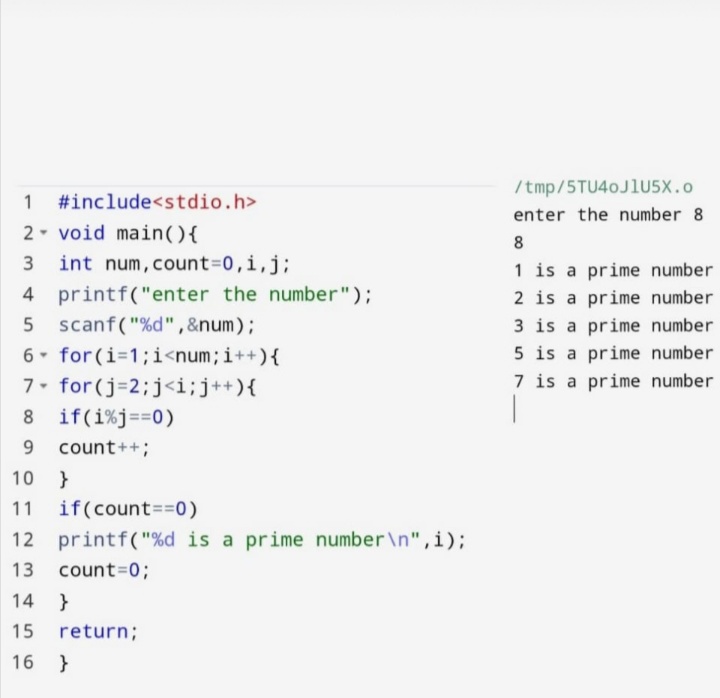 1 #include<stdio.h>
2 void main(){
3 int num,count=0,i,j;
4 printf("enter the number");
5 scanf("%d",&num);
6 for(i=1;i<num;i++){
7 for(j=2;j<i;j++){
8 if(i%j==0)
9 count++;
10 }
11 if(count==0)
12 printf("%d is a prime number\n",i);
13 count=0;
14 }
15 return;
16 }
/tmp/5TU4oJlU5X.o
enter the number 8
8
1 is a prime number
2 is a prime number
3 is a prime number
5 is a prime number
7 is a prime number